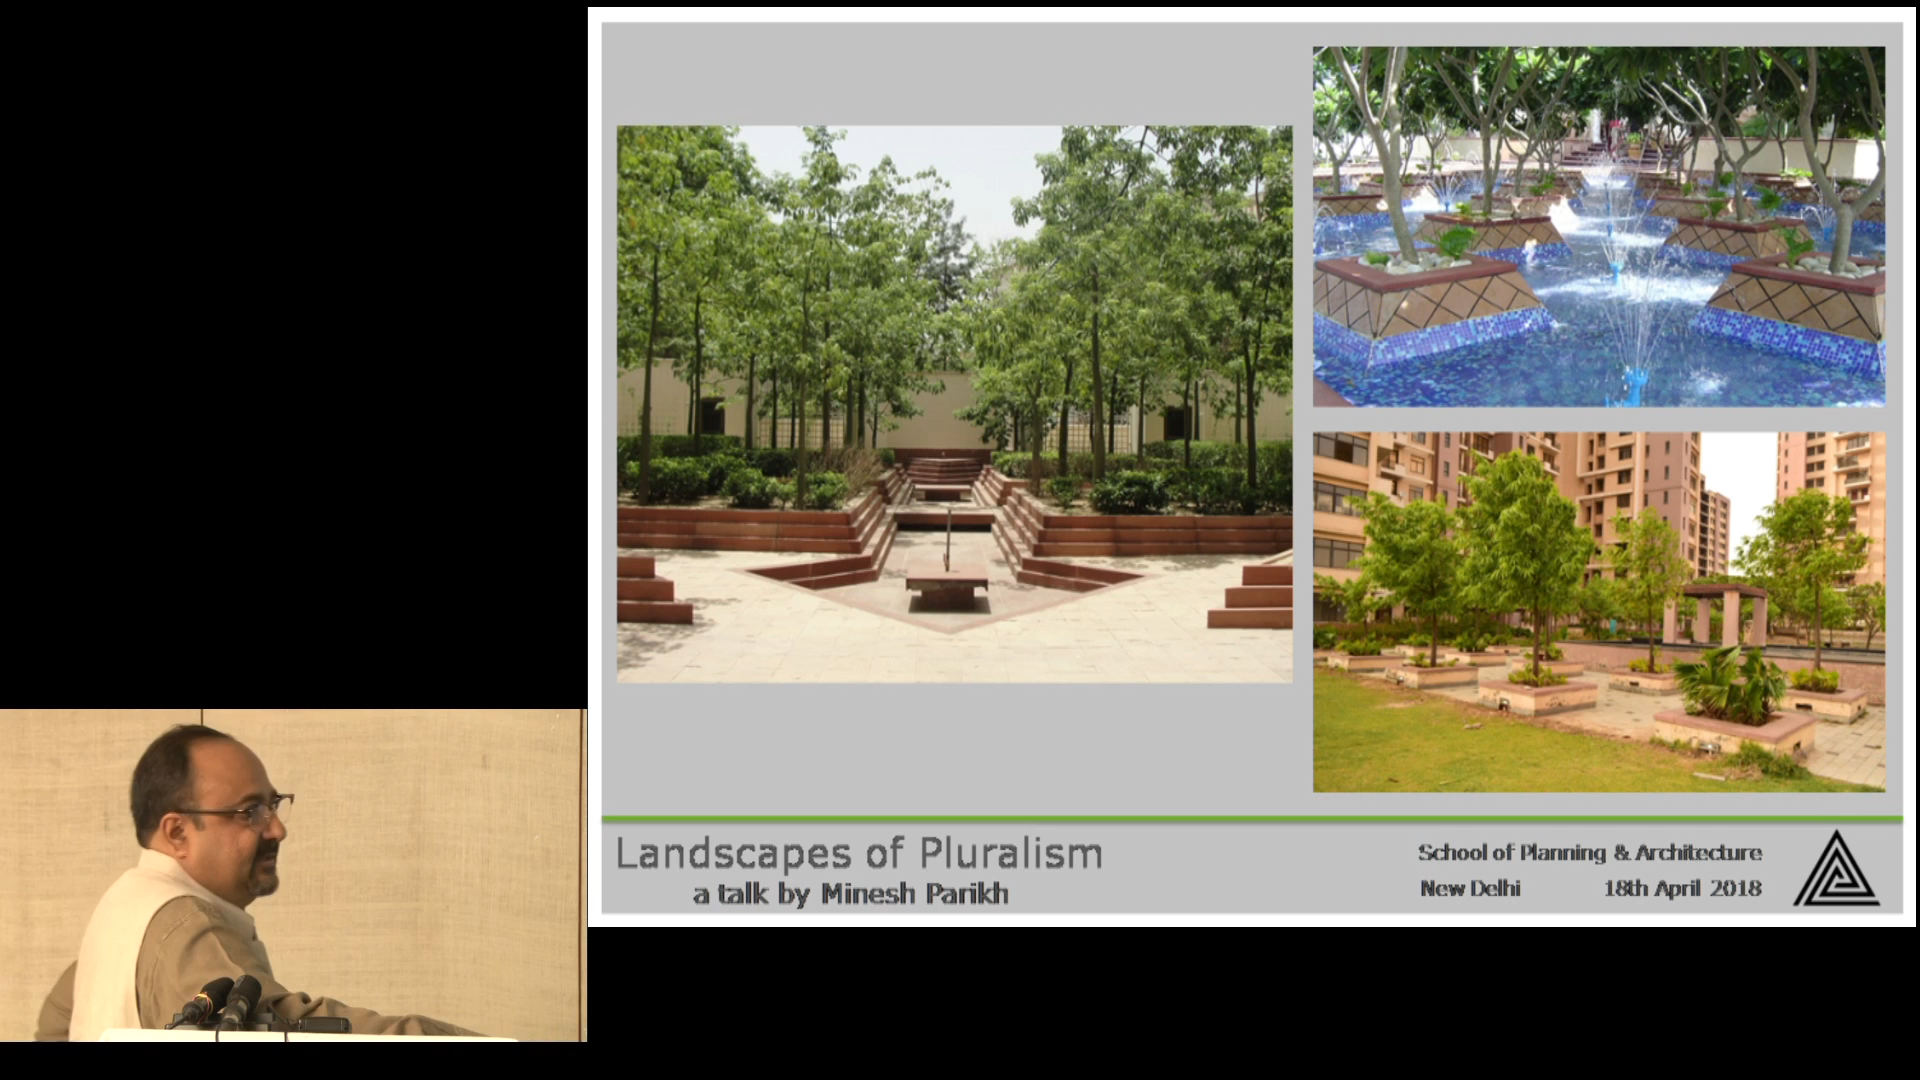 Landscapes of Pluralism
a talk by Minesh Parikh
School of Planning & Architecture
New Delhi 18th April 2018